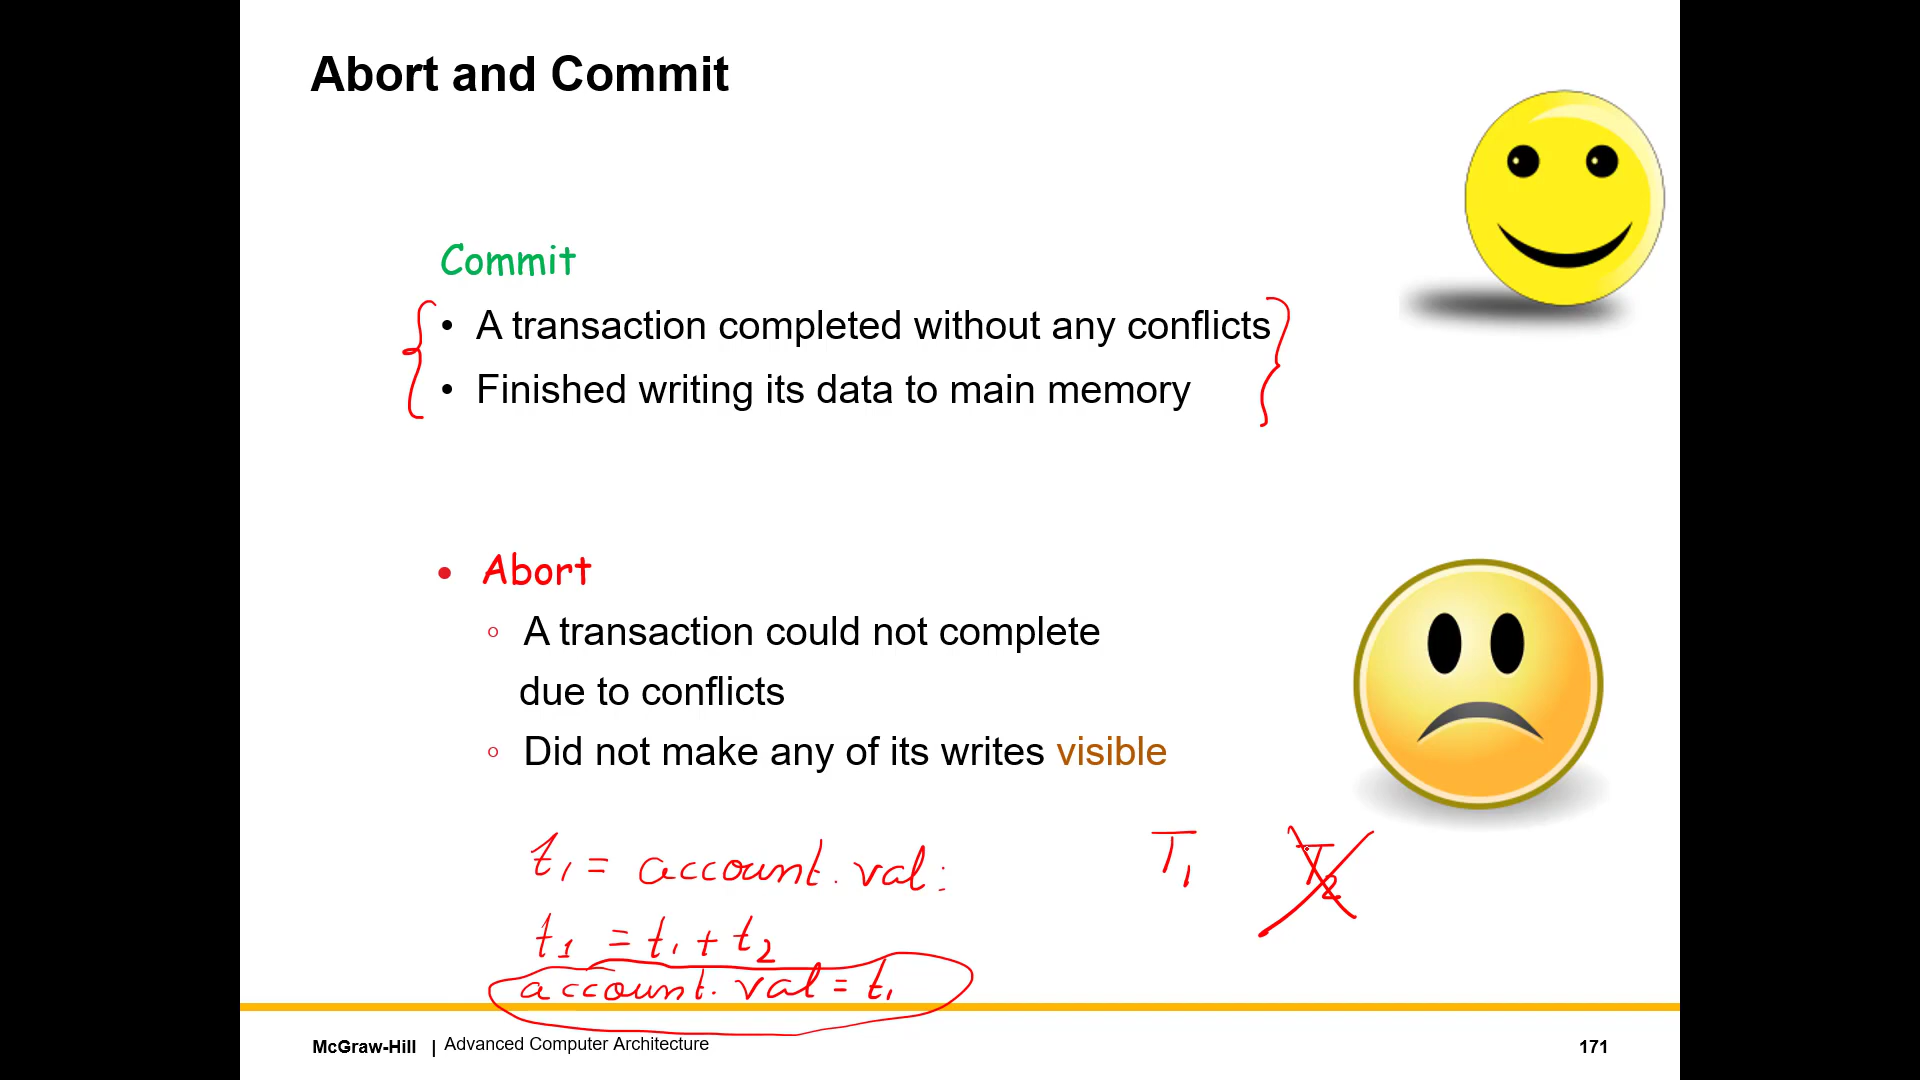 Abort and Commit
Commit
• A transaction completed without any conflicts
• Finished writing its data to main memory
• Abort
◦ A transaction could not complete
due to conflicts
◦ Did not make any of its writes visible
t1 = account.val;
T1 T2
t1 = t1 + t2
account.val = t1
McGraw-Hill | Advanced Computer Architecture
171